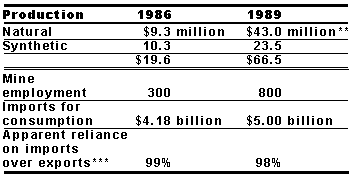 Production 1986 1989
Natural $9.3 million $43.0 million**
Synthetic 10.3 23.5
$19.6 $66.5
Mine
employment 300 800
Imports for
consumption $4.18 billion $5.00 billion
Apparent reliance
on imports
over exports*** 99% 98%